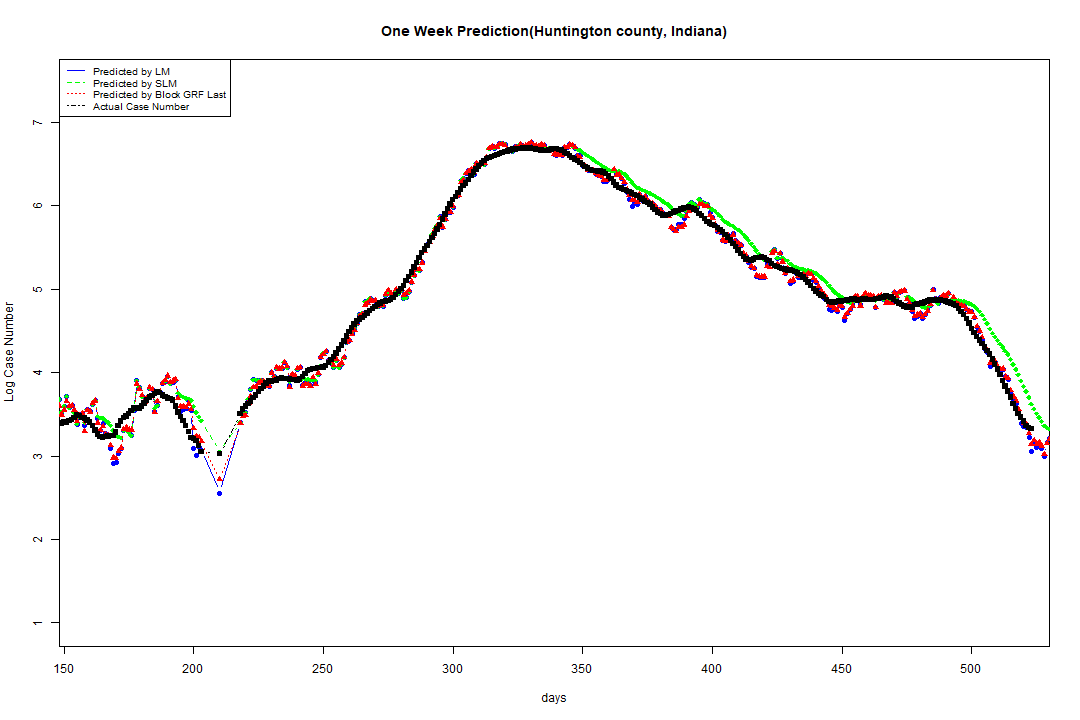 One Week Prediction(Huntington county, Indiana)
Predicted by LM
Predicted by SLM
Predicted by Block GRF Last
Actual Case Number
Log Case Number
7
6
5
4
3
2
1
150 200 250 300 350 400 450 500
days